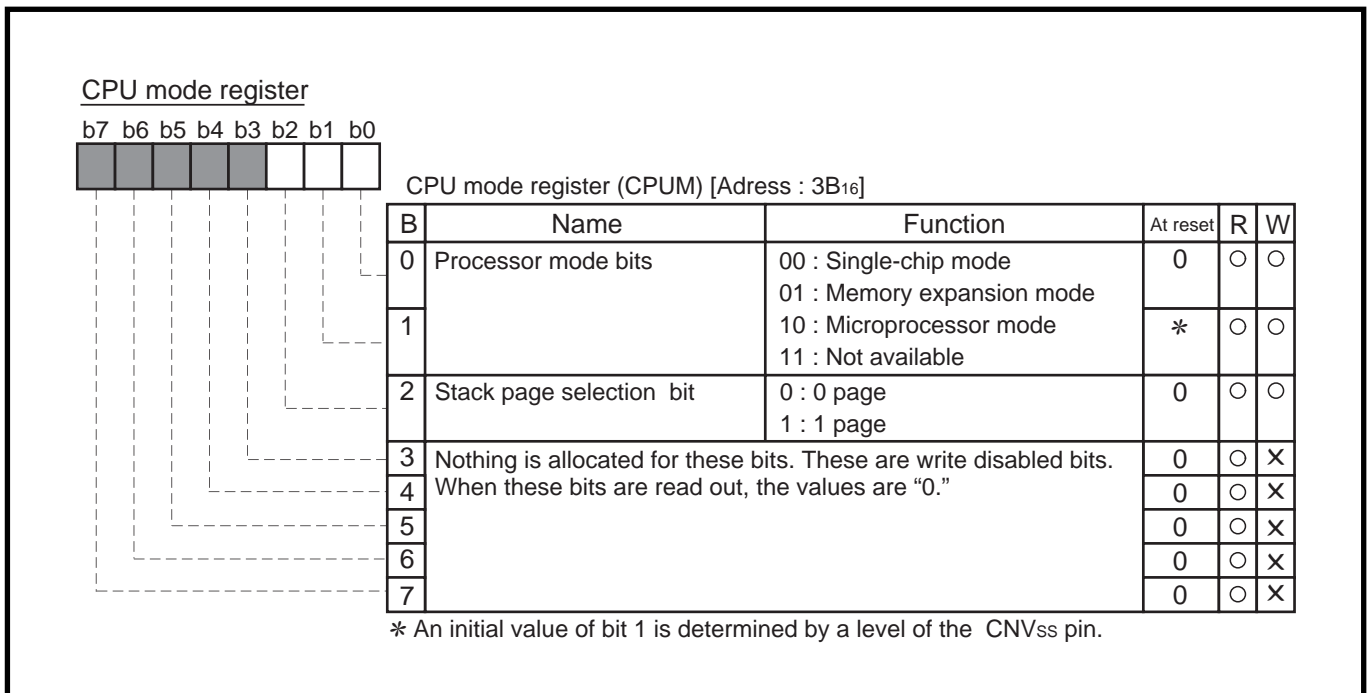 CPU mode register
b7 b6 b5 b4 b3 b2 b1 b0
CPU mode register (CPUM) [Adress : 3B16]
B Name Function At reset R W
0 Processor mode bits 00 : Single-chip mode 0 ○ ○
01 : Memory expansion mode
1 10 : Microprocessor mode * ○ ○
11 : Not available
2 Stack page selection bit 0 : 0 page 0 ○ ○
1 : 1 page
3 Nothing is allocated for these bits. These are write disabled bits. 0 ○ ×
4 When these bits are read out, the values are “0.” 0 ○ ×
5 0 ○ ×
6 0 ○ ×
7 0 ○ ×
* An initial value of bit 1 is determined by a level of the CNVSS pin.